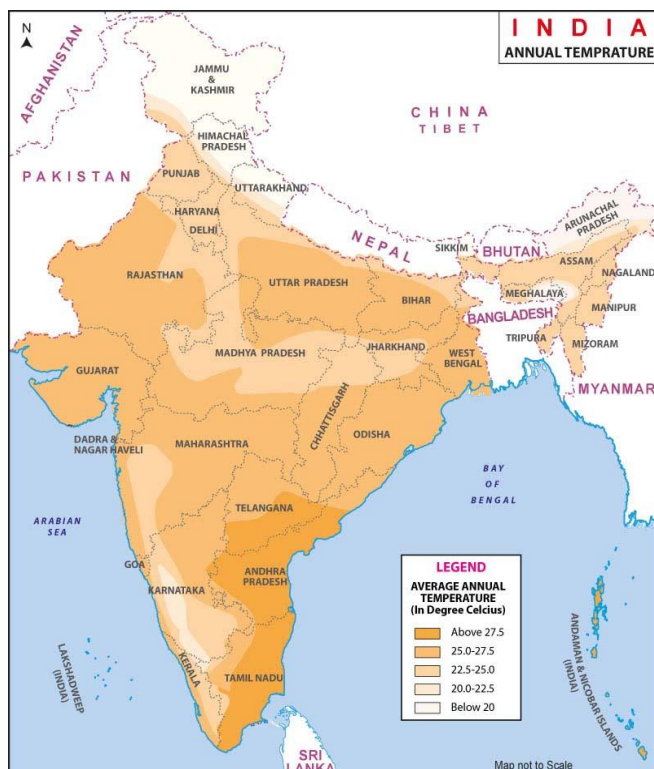 INDIA
ANNUAL TEMPRATURE
N
AFGHANISTAN
JAMMU
&
KASHMIR
CHINA
TIBET
HIMACHAL
PRADESH
PAKISTAN
PUNJAB
UTTARAKHAND
HARYANA
DELHI
ARUNACHAL
PRADESH
NEPAL
SIKKIM
BHUTAN
ASSAM
NAGALAND
RAJASTHAN
UTTAR PRADESH
BIHAR
MEGHALAYA
MANIPUR
BANGLADESH
TRIPURA
MIZORAM
MADHYA PRADESH
JHARKHAND
WEST
BENGAL
GUJARAT
MYANMAR
CHHATTISGARH
DADRA &
NAGAR HAVELI
MAHARASHTRA
ODISHA
BAY
OF
BENGAL
ARABIAN
SEA
TELANGANA
GOA
KARNATAKA
ANDHRA
PRADESH
LEGEND
AVERAGE ANNUAL
TEMPERATURE
(In Degree Celcius)
Above 27.5
25.0-27.5
22.5-25.0
20.0-22.5
Below 20
LAKSHADWEEP
(INDIA)
KERALA
TAMIL NADU
ANDAMAN & NICOBAR ISLANDS
(INDIA)
SRI
LANKA
Map not to Scale